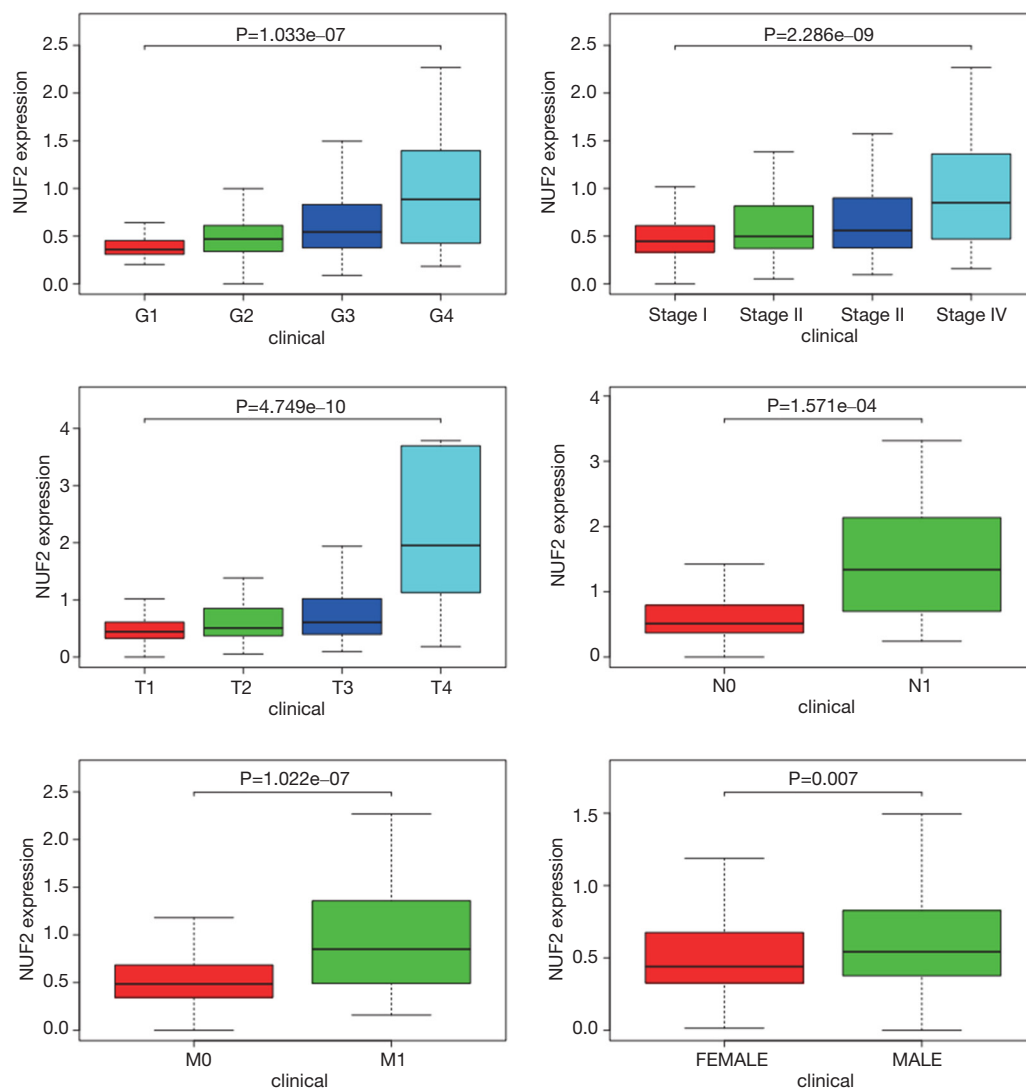 P=1.033e–07
2.5
2.0
1.5
1.0
0.5
0.0
NUF2 expression
G1 G2 G3 G4
clinical
P=2.286e–09
2.5
2.0
1.5
1.0
0.5
0.0
NUF2 expression
Stage I Stage II Stage II Stage IV
clinical
P=4.749e–10
4
3
2
1
0
NUF2 expression
T1 T2 T3 T4
clinical
P=1.571e–04
4
3
2
1
0
NUF2 expression
N0 N1
clinical
P=1.022e–07
2.5
2.0
1.5
1.0
0.5
0.0
NUF2 expression
M0 M1
clinical
P=0.007
1.5
1.0
0.5
0.0
NUF2 expression
FEMALE MALE
clinical